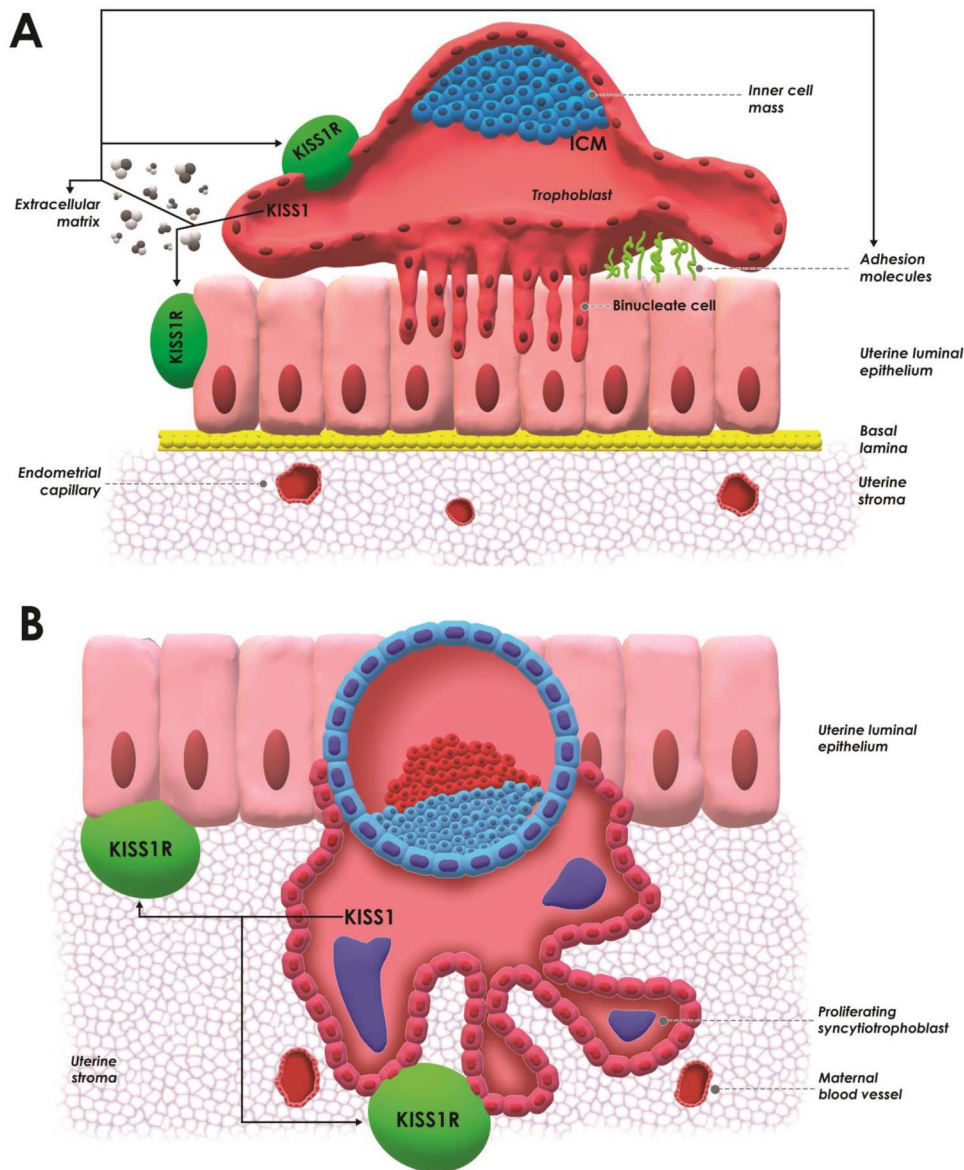 A
Inner cell
mass
KISS1R
ICM
Extracellular
matrix
KISS1
Trophoblast
Adhesion
molecules
Binucleate cell
KISS1R
Uterine luminal
epithelium
Basal
lamina
Endometrial
capillary
Uterine
stroma
B
Uterine luminal
epithelium
KISS1R
KISS1
Proliferating
syncytiotrophoblast
Uterine
stroma
Maternal
blood vessel
KISS1R